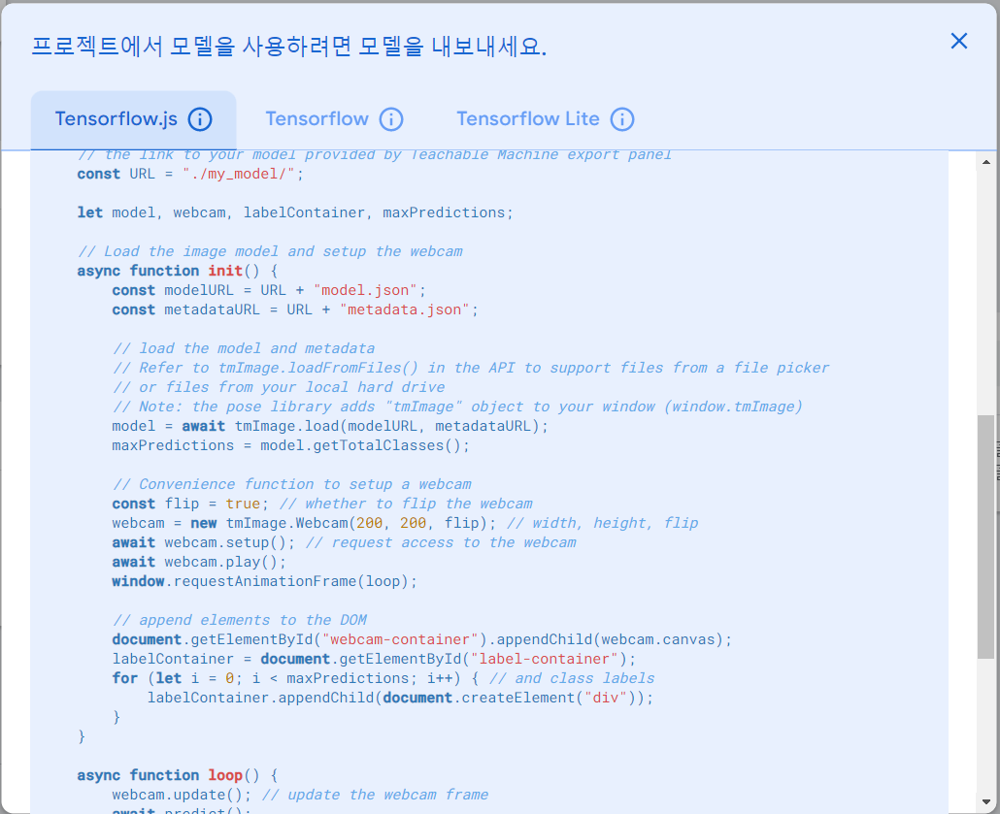 프로젝트에서 모델을 사용하려면 모델을 내보내세요.
Tensorflow.js Tensorflow Tensorflow Lite
// the link to your model provided by Teachable Machine export panel
const URL = "./my_model/";
let model, webcam, labelContainer, maxPredictions;
// Load the image model and setup the webcam
async function init() {
const modelURL = URL + "model.json";
const metadataURL = URL + "metadata.json";
// load the model and metadata
// Refer to tmImage.loadFromFiles() in the API to support files from a file picker
// or files from your local hard drive
// Note: the pose library adds "tmImage" object to your window (window.tmImage)
model = await tmImage.load(modelURL, metadataURL);
maxPredictions = model.getTotalClasses();
// Convenience function to setup a webcam
const flip = true; // whether to flip the webcam
webcam = new tmImage.Webcam(200, 200, flip); // width, height, flip
await webcam.setup(); // request access to the webcam
await webcam.play();
window.requestAnimationFrame(loop);
// append elements to the DOM
document.getElementById("webcam-container").appendChild(webcam.canvas);
labelContainer = document.getElementById("label-container");
for (let i = 0; i < maxPredictions; i++) { // and class labels
labelContainer.appendChild(document.createElement("div"));
}
}
async function loop() {
webcam.update(); // update the webcam frame
await predict();